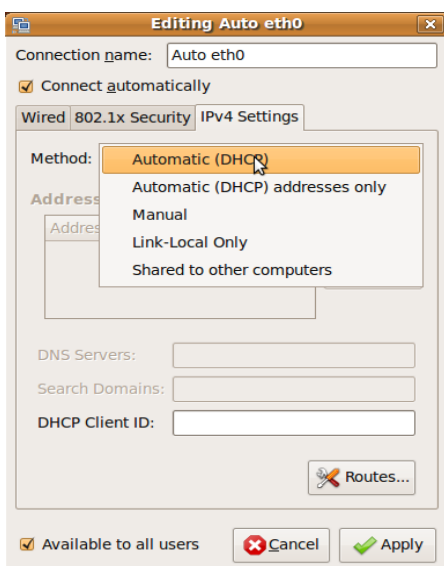 Editing Auto eth0
Connection name: Auto eth0
Connect automatically
Wired 802.1x Security IPv4 Settings
Method:
Automatic (DHCP)
Automatic (DHCP) addresses only
Manual
Link-Local Only
Shared to other computers
Address
Addres
DNS Servers:
Search Domains:
DHCP Client ID:
Routes...
Available to all users
Cancel
Apply